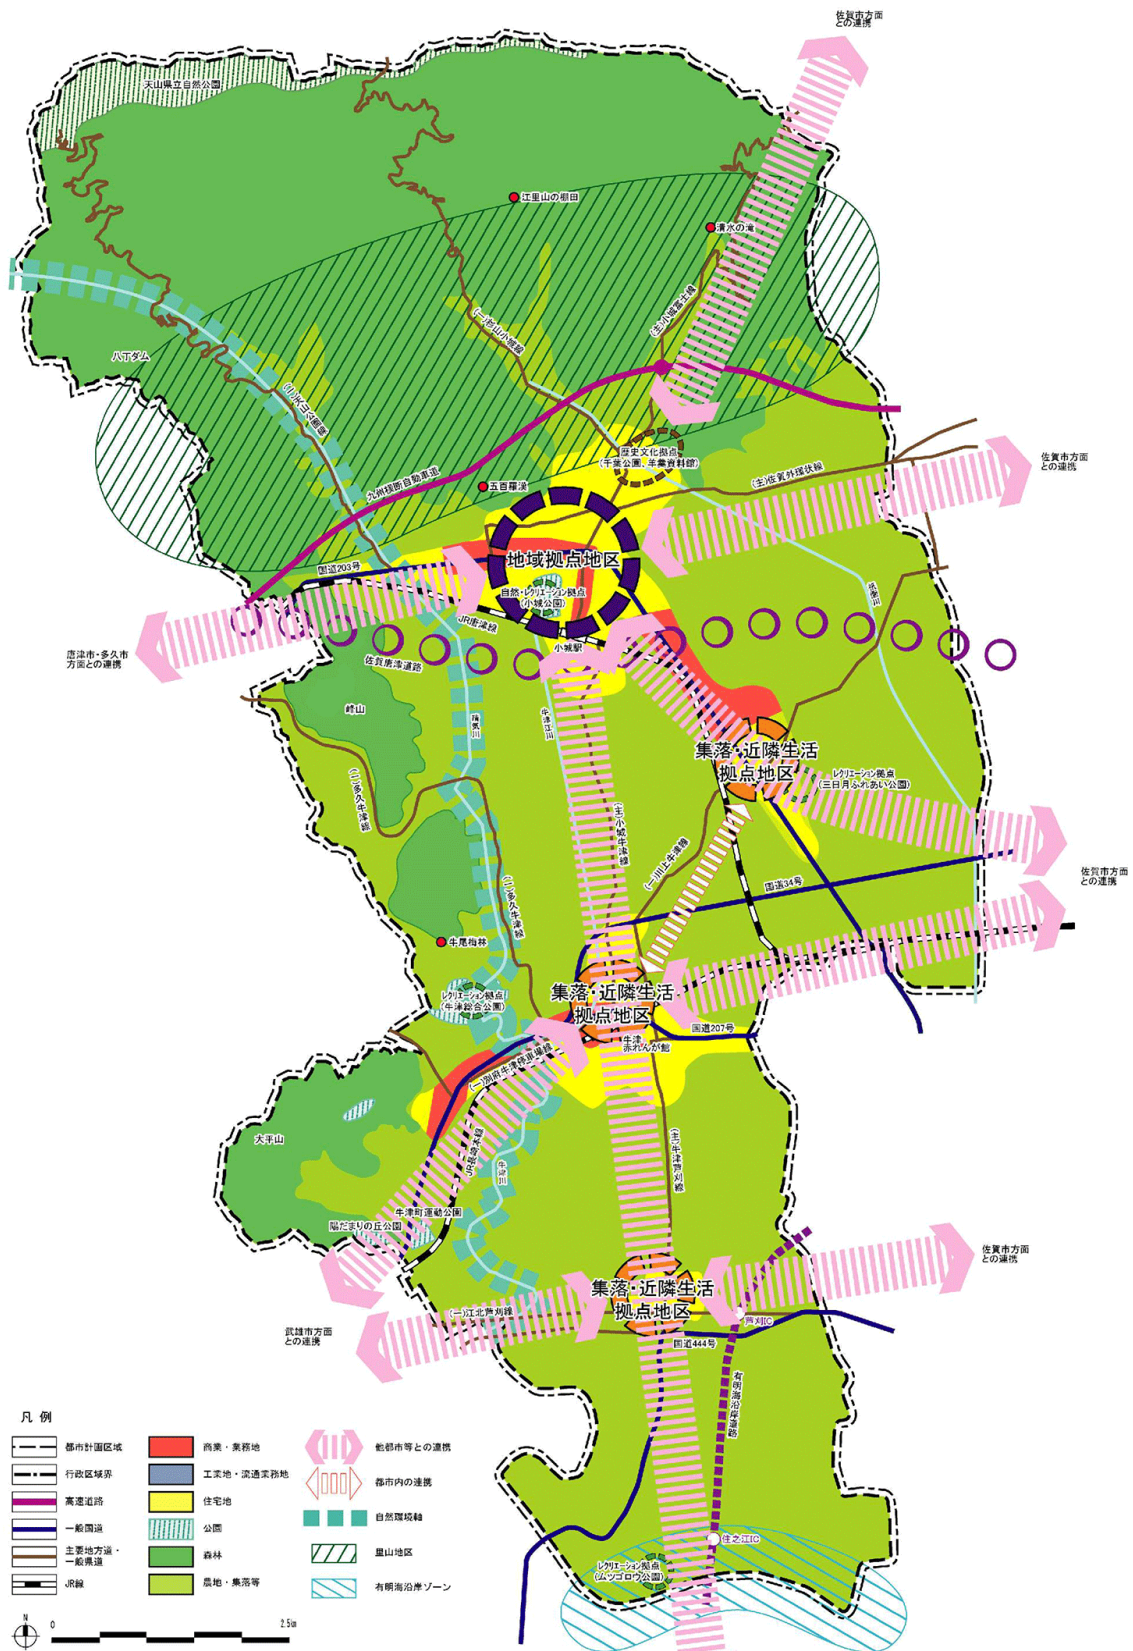 佐賀市方面
との連携
天山県立自然公園
江里山の棚田
清水の滝
(主)小城富士線
八丁ダム
九州横断自動車道
歴史文化拠点
(千葉公園、羊羹資料館)
(主)佐賀外環状線
佐賀市方面
との連携
五百羅漢
国道203号
地域拠点地区
自然・レクリエーション拠点
(小城公園)
JR唐津線
小城駅
唐津市・多久市
方面との連携
佐賀唐津道路
祇園川
峰山
晴気川
牛津江川
集落・近隣生活
拠点地区
レクリエーション拠点
(三日月ふれあい公園)
(一)多久牛津線
(主)小城牛津線
(一)川上牛津線
国道34号
佐賀市方面
との連携
(一)多久牛津線
牛尾梅林
レクリエーション拠点
(牛津総合公園)
集落・近隣生活
拠点地区
国道207号
牛津
赤れんが館
(一)別府牛津停車場線
大平山
JR長崎本線
牛津川
(主)牛津芦刈線
牛津町運動公園
陽だまりの丘公園
佐賀市方面
との連携
集落・近隣生活
拠点地区
(一)江北芦刈線
芦刈IC
武雄市方面
との連携
国道444号
有明海沿岸道路
住之江IC
レクリエーション拠点
(ムツゴロウ公園)
凡例
都市計画区域
行政区域界
高速道路
一般国道
主要地方道・
一般県道
JR線
商業・業務地
工業地・流通業務地
住宅地
公園
森林
農地・集落等
他都市等との連携
都市内の連携
自然環境軸
里山地区
有明海沿岸ゾーン
N
0
2.5km